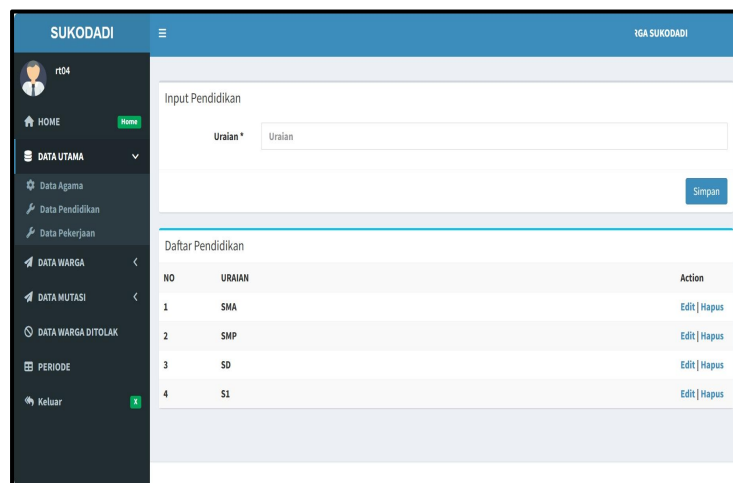 SUKODADI
RGA SUKODADI
rt04
HOME Home
DATA UTAMA
Data Agama
Data Pendidikan
Data Pekerjaan
DATA WARGA
DATA MUTASI
DATA WARGA DITOLAK
PERIODE
Keluar X
Input Pendidikan
Uraian * Uraian
Simpan
Daftar Pendidikan
NO URAIAN Action
1 SMA Edit | Hapus
2 SMP Edit | Hapus
3 SD Edit | Hapus
4 S1 Edit | Hapus